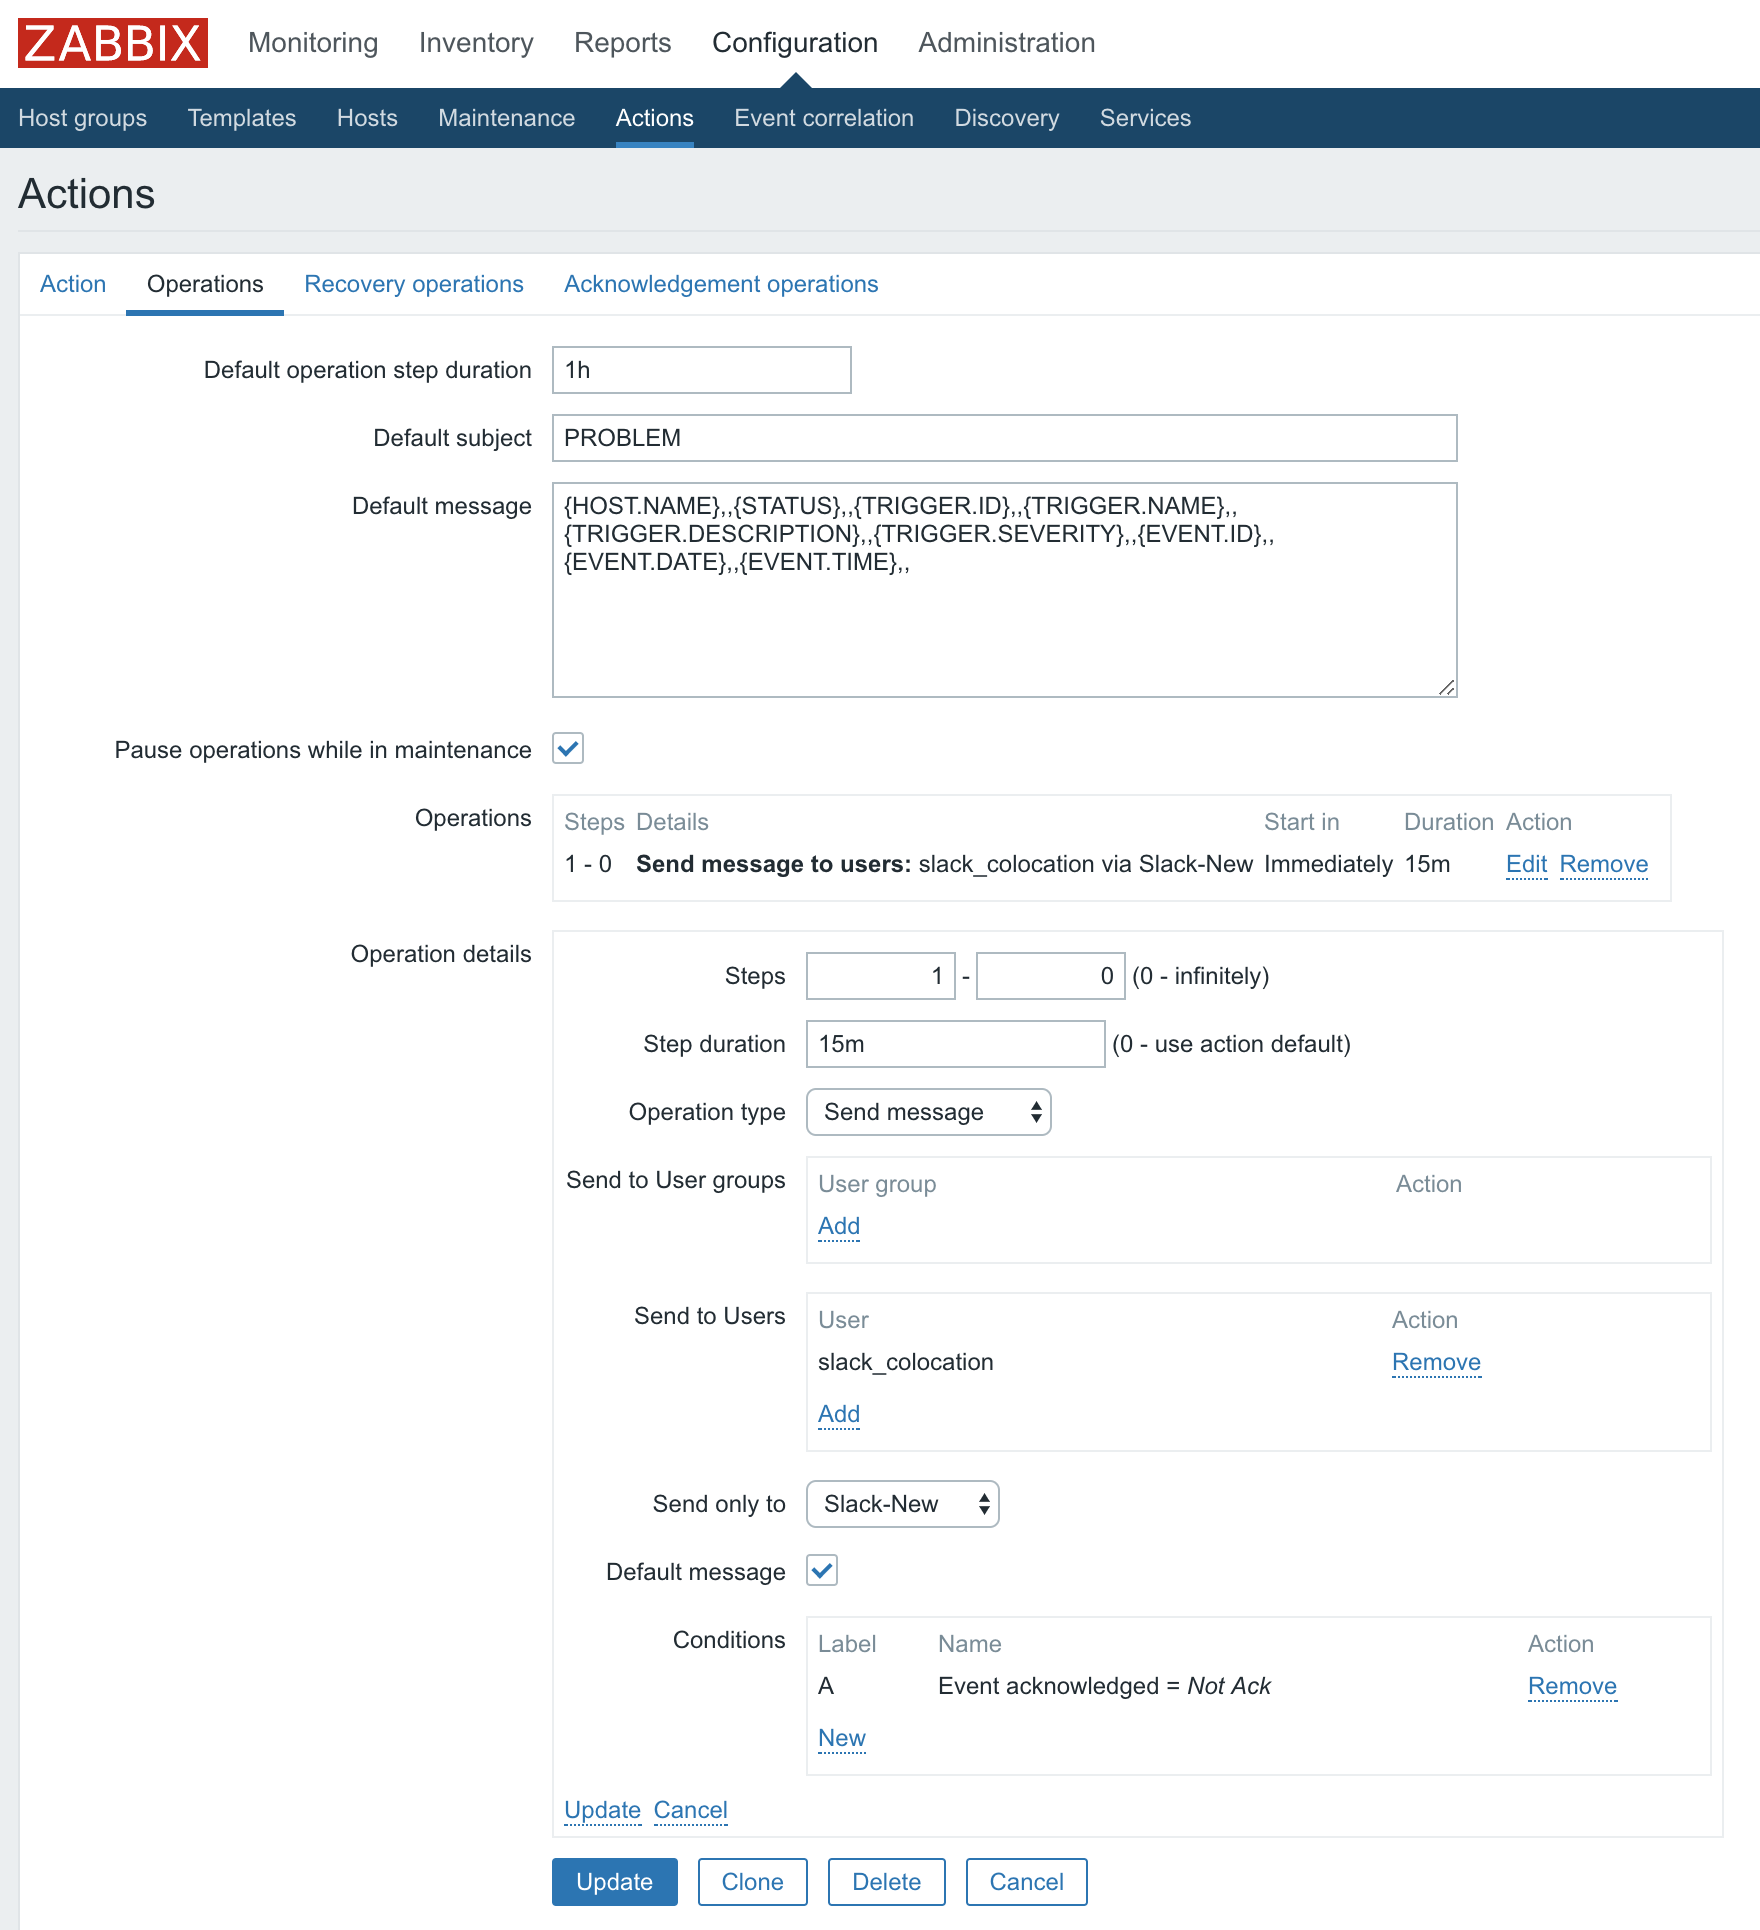 ZABBIX Monitoring Inventory Reports Configuration Administration
Host groups Templates Hosts Maintenance Actions Event correlation Discovery Services
Actions
Action Operations Recovery operations Acknowledgement operations
Default operation step duration 1h
Default subject PROBLEM
Default message {HOST.NAME},,{STATUS},,{TRIGGER.ID},,{TRIGGER.NAME},,
{TRIGGER.DESCRIPTION},,{TRIGGER.SEVERITY},,{EVENT.ID},,
{EVENT.DATE},,{EVENT.TIME},,
Pause operations while in maintenance
Operations Steps Details Start in Duration Action
1 - 0 Send message to users: slack_colocation via Slack-New Immediately 15m Edit Remove
Operation details
Steps 1 - 0 (0 - infinitely)
Step duration 15m (0 - use action default)
Operation type Send message
Send to User groups User group Action
Add
Send to Users User Action
slack_colocation Remove
Add
Send only to Slack-New
Default message
Conditions Label Name Action
A Event acknowledged = Not Ack Remove
New
Update Cancel
Update Clone Delete Cancel